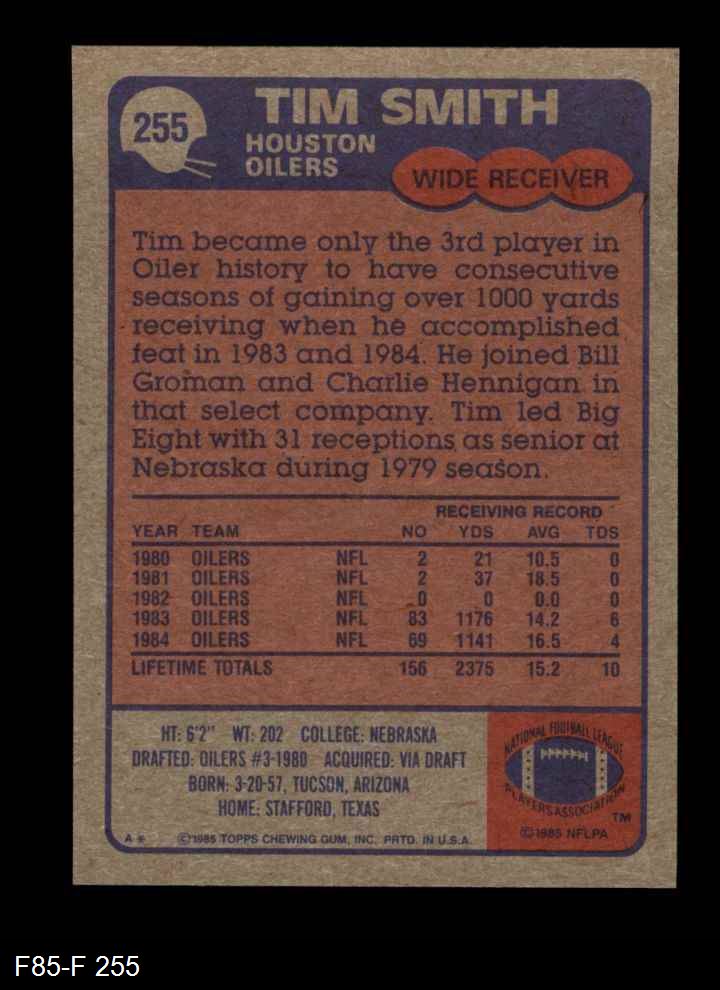 255
TIM SMITH
HOUSTON
OILERS
WIDE RECEIVER
Tim became only the 3rd player in
Oiler history to have consecutive
seasons of gaining over 1000 yards
receiving when he accomplished
feat in 1983 and 1984. He joined Bill
Groman and Charlie Hennigan in
that select company. Tim led Big
Eight with 31 receptions as senior at
Nebraska during 1979 season.
RECEIVING RECORD
YEAR TEAM NO YDS AVG TDS
1980 OILERS NFL 2 21 10.5 0
1981 OILERS NFL 2 37 18.5 0
1982 OILERS NFL 0 0 0.0 0
1983 OILERS NFL 83 1176 14.2 6
1984 OILERS NFL 69 1141 16.5 4
LIFETIME TOTALS 156 2375 15.2 10
HT: 6'2" WT: 202 COLLEGE: NEBRASKA
DRAFTED: OILERS #3-1980 ACQUIRED: VIA DRAFT
BORN: 3-20-57, TUCSON, ARIZONA
HOME: STAFFORD, TEXAS
A* ©1985 TOPPS CHEWING GUM, INC. PRTD. IN U.S.A.
NATIONAL FOOTBALL LEAGUE
PLAYERS ASSOCIATION
TM
©1985 NFLPA
F85-F 255